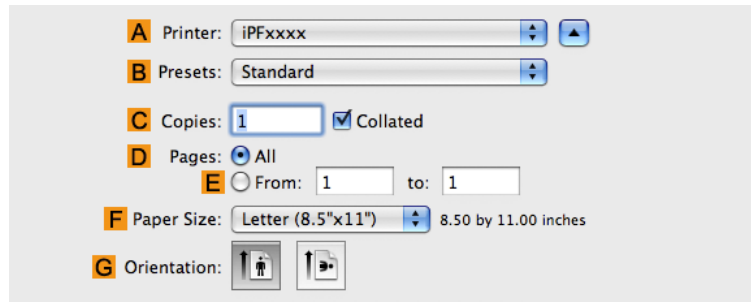 A Printer: iPFxxxx
B Presets: Standard
C Copies: 1 Collated
D Pages: All
E From: 1 to: 1
F Paper Size: Letter (8.5"x11") 8.50 by 11.00 inches
G Orientation: